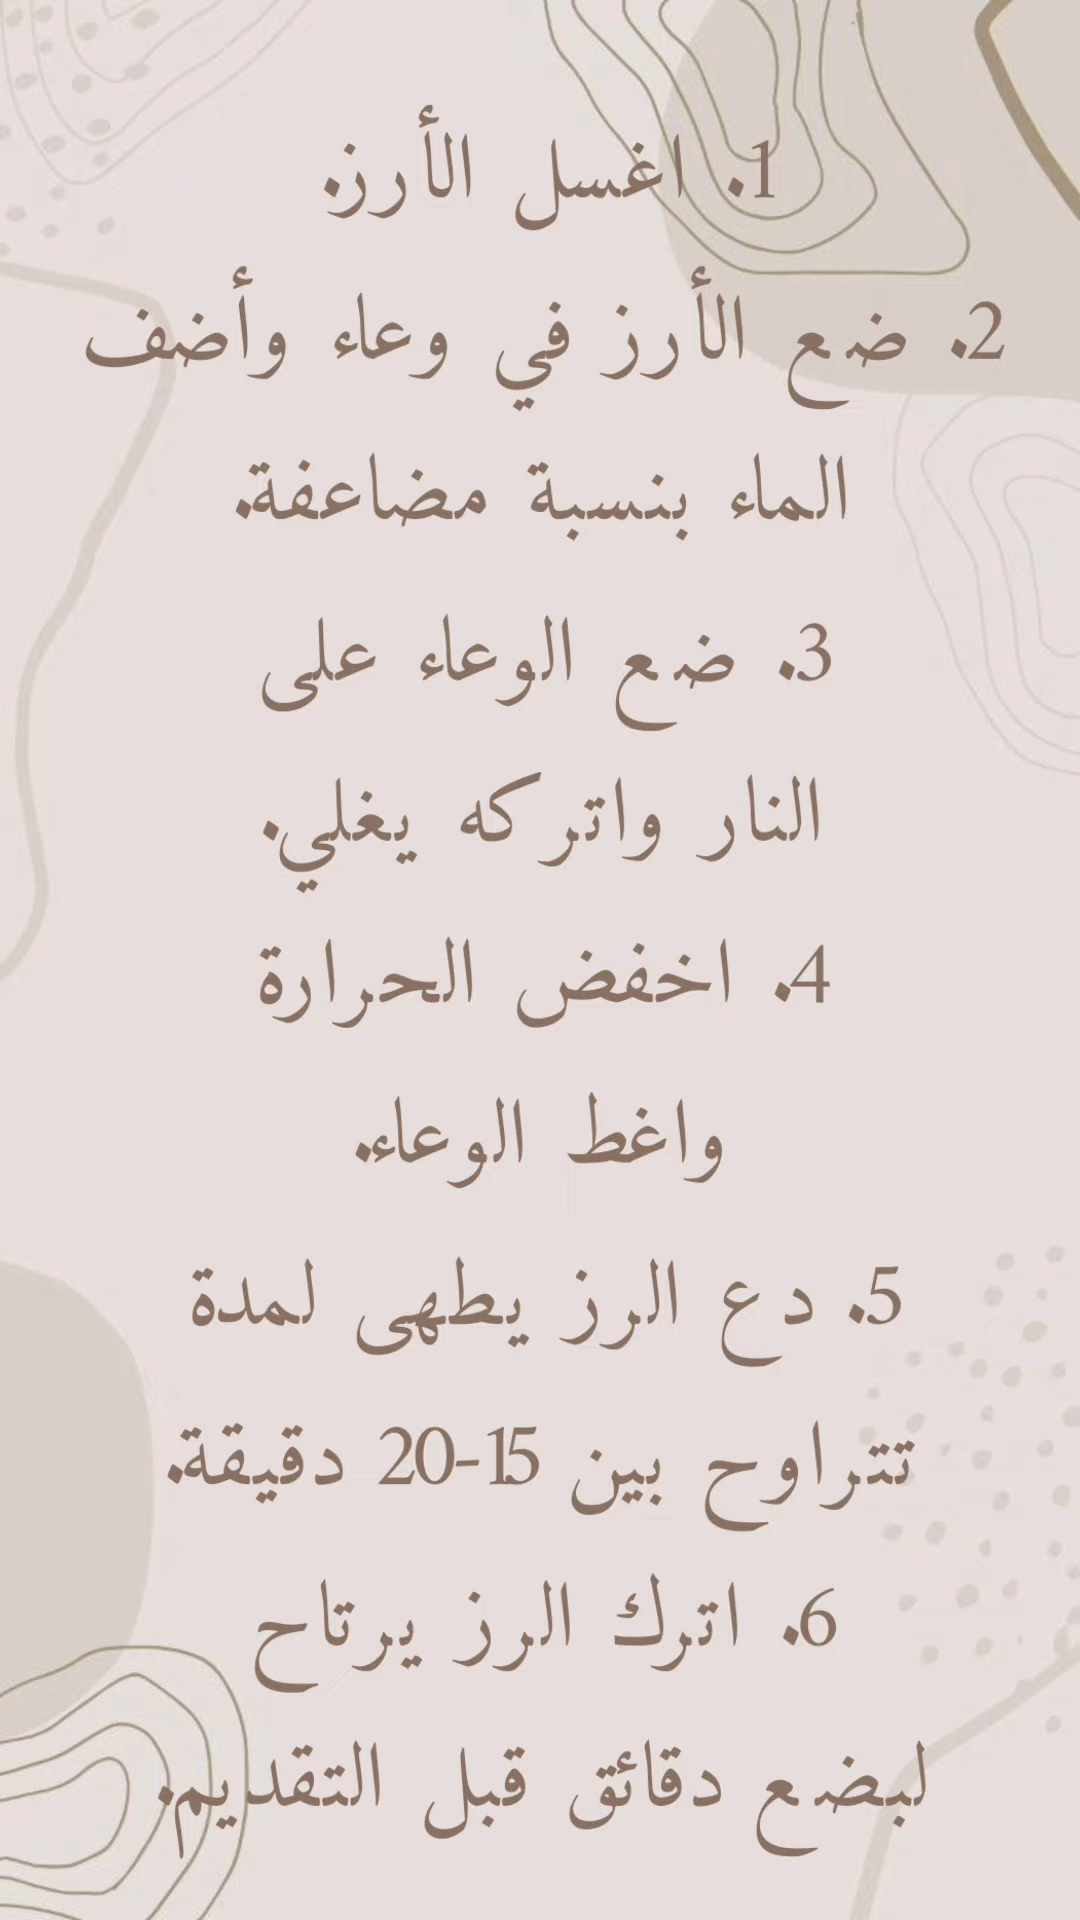 1. اغسل الأرز.
2. ضع الأرز في وعاء وأضف
الماء بنسبة مضاعفة.
3. ضع الوعاء على
النار واتركه يغلي.
4. اخفض الحرارة
واغط الوعاء.
5. دع الرز يطهى لمدة
تتراوح بين 15-20 دقيقة.
6. اترك الرز يرتاح
لبضع دقائق قبل التقديم.